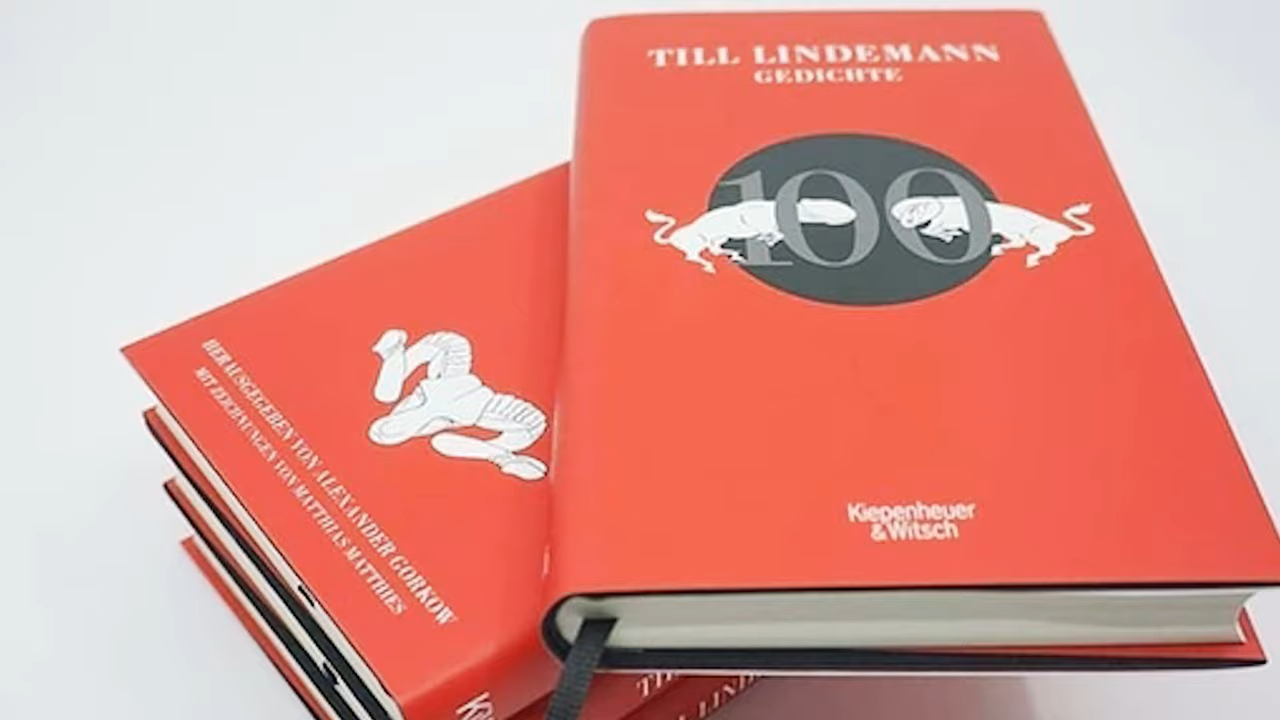 TILL LINDEMANN
GEDICHTE
100
Kiepenheuer
&Witsch
HERAUSGEGEBEN VON ALEXANDER GORKOW
MIT ZEICHNUNGEN VON MATTHIAS MATTHIES